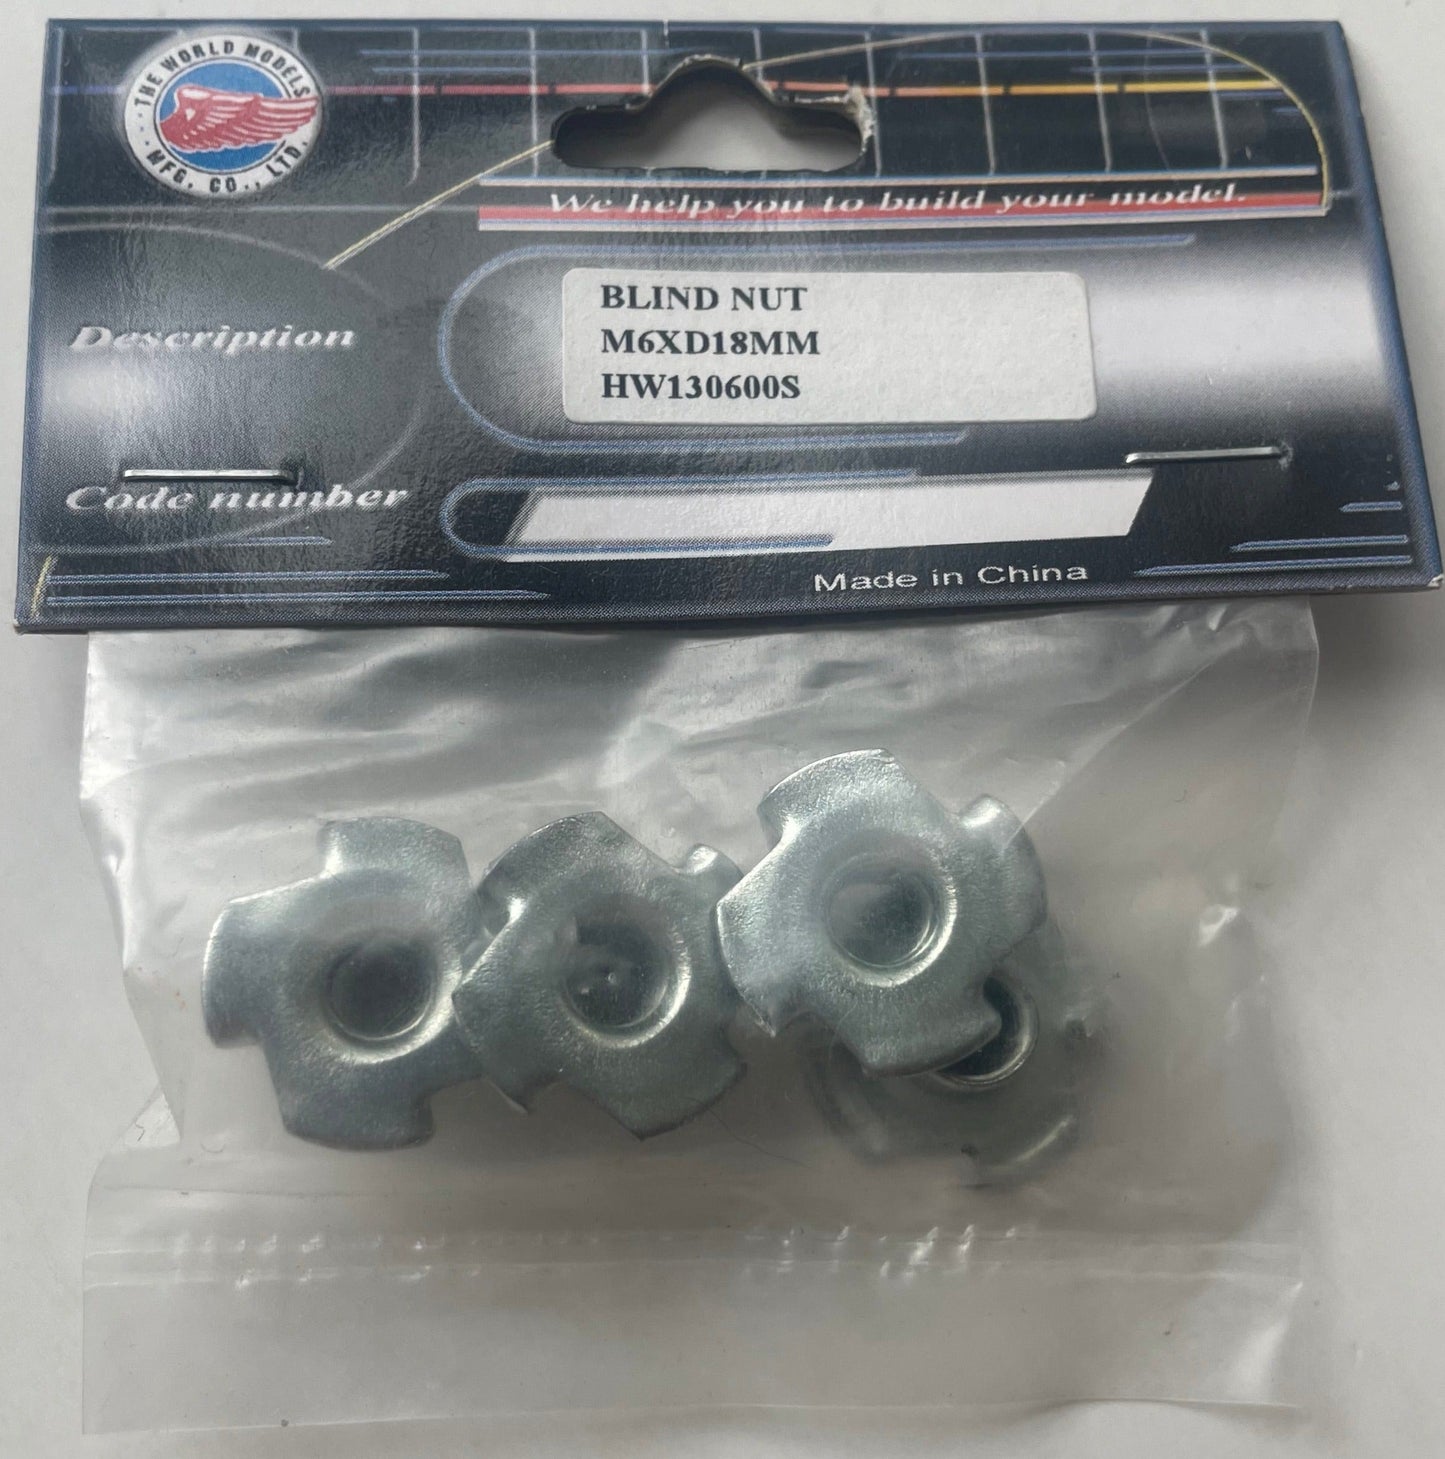 THE WORLD MODELS
MFG. CO., LTD.
We help you to build your model.
Description
BLIND NUT
M6XD18MM
HW130600S
Code number
Made in China